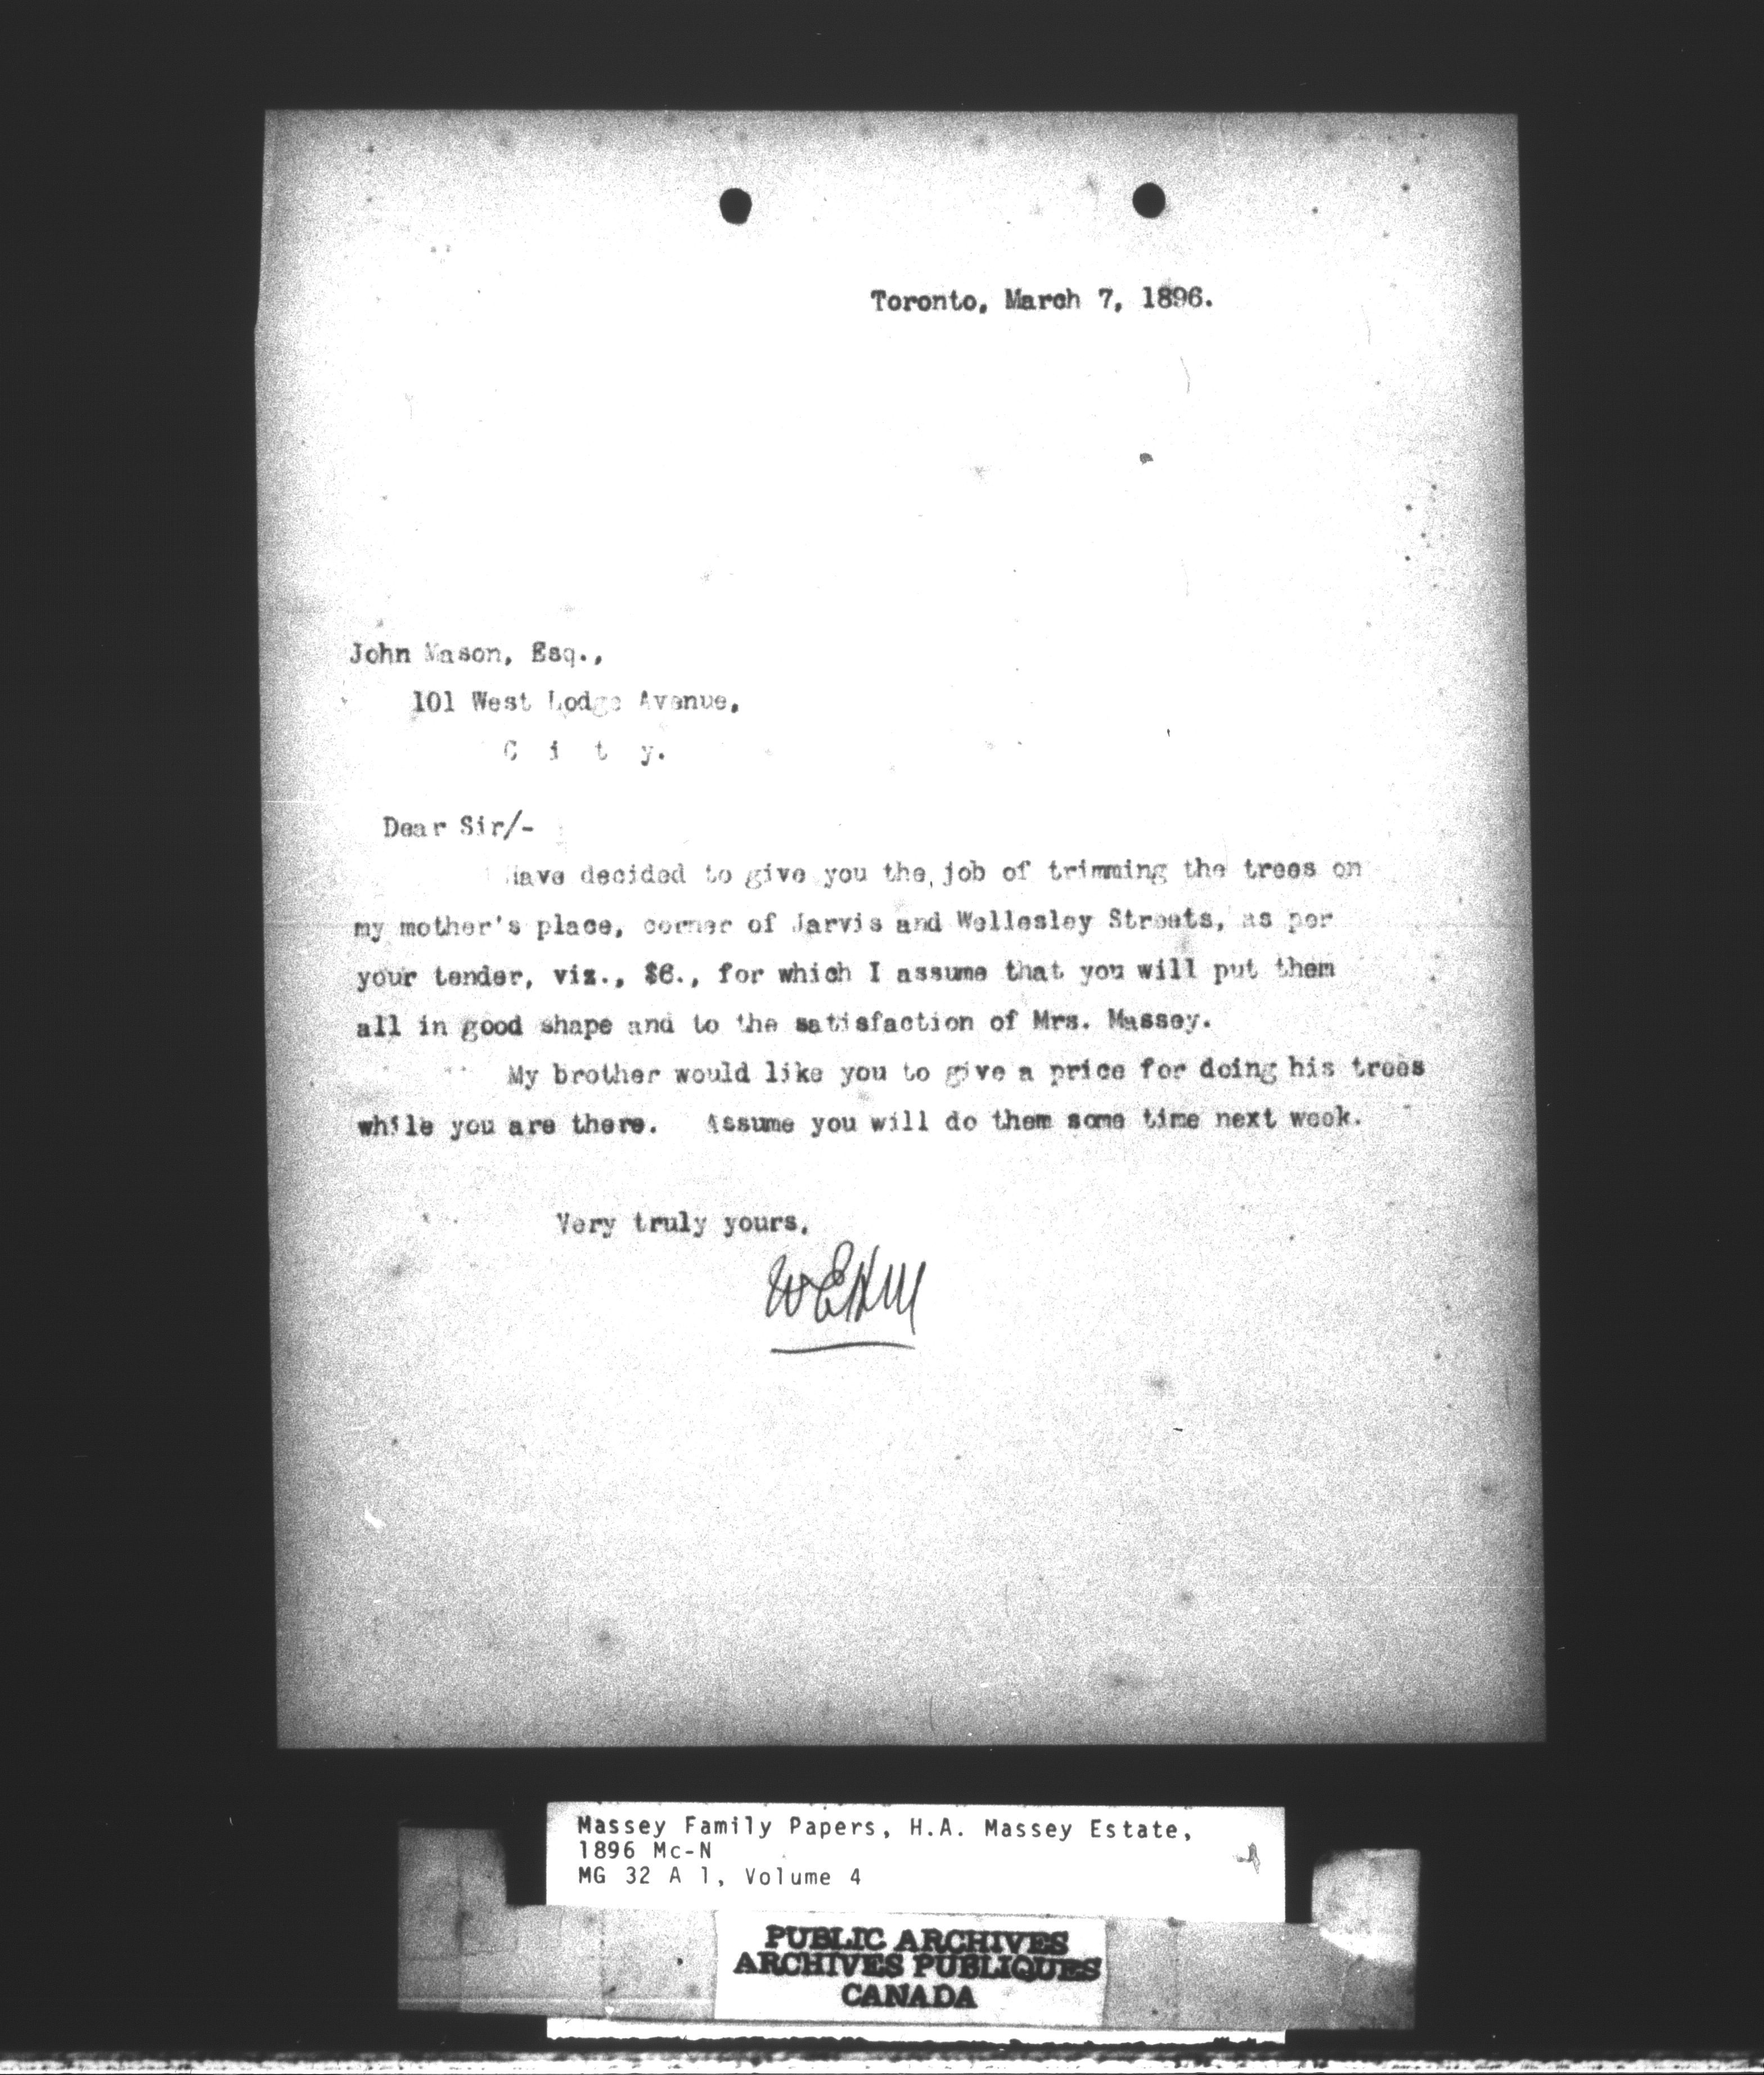 Toronto, March 7, 1896.
John Mason, Esq.,
101 West Lodge Avenue,
C i t y.
Dear Sir/-
Have decided to give you the job of trimming the trees on
my mother's place, corner of Jarvis and Wellesley Streets, as per
your tender, viz., $6., for which I assume that you will put them
all in good shape and to the satisfaction of Mrs. Massey.
My brother would like you to give a price for doing his trees
while you are there. Assume you will do them some time next week.
Very truly yours,
WEHM
Massey Family Papers, H.A. Massey Estate,
1896 Mc-N
MG 32 A 1, Volume 4
PUBLIC ARCHIVES
ARCHIVES PUBLIQUES
CANADA